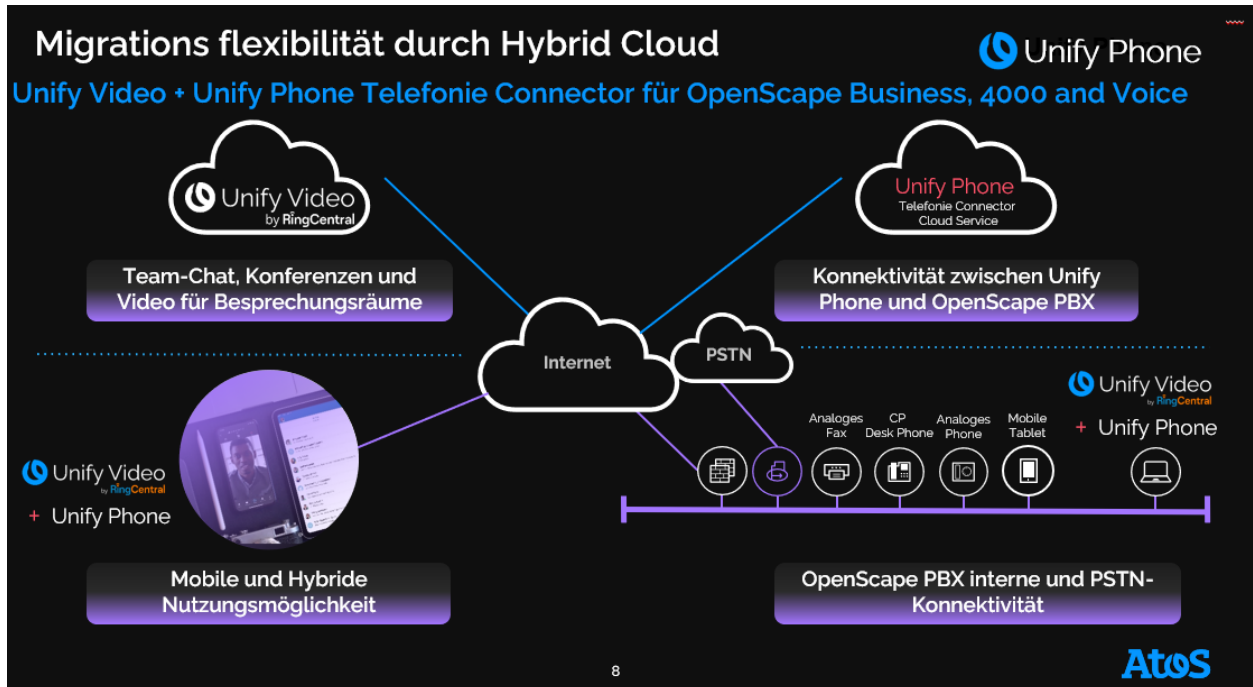 Migrations flexibilität durch Hybrid Cloud
Unify Phone
Unify Video + Unify Phone Telefonie Connector für OpenScape Business, 4000 and Voice
Unify Video
by RingCentral
Unify Phone
Telefonie Connector
Cloud Service
Team-Chat, Konferenzen und
Video für Besprechungsräume
Konnektivität zwischen Unify
Phone und OpenScape PBX
Internet
PSTN
Unify Video
by RingCentral
+ Unify Phone
Analoges
Fax
CP
Desk Phone
Analoges
Phone
Mobile
Tablet
Unify Video
by RingCentral
+ Unify Phone
Mobile und Hybride
Nutzungsmöglichkeit
OpenScape PBX interne und PSTN-
Konnektivität
8
Atos